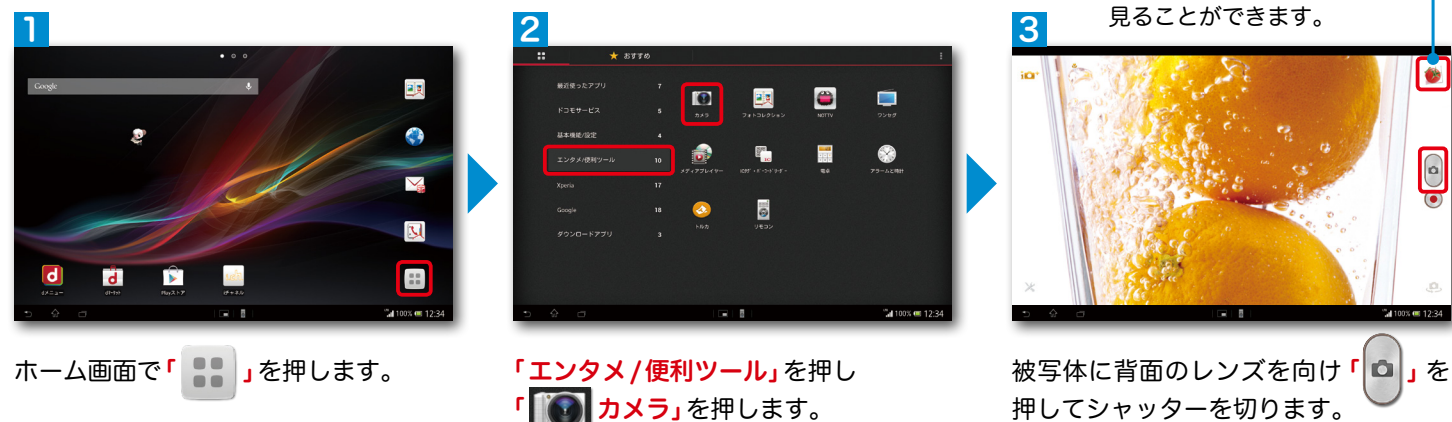 1
Google
dメニュー
dマーケット
Playストア
iチャネル
100% 12:34
ホーム画面で「 」を押します。
2
おすすめ
最近使ったアプリ 7
ドコモサービス 5
基本機能/設定 4
エンタメ/便利ツール 10
Xperia 17
Google 18
ダウンロードアプリ 3
カメラ
フォトコレクション
NOTTV
ワンセグ
メディアプレイヤー
電卓
アラームと時計
トルカ
リモコン
100% 12:34
「エンタメ/便利ツール」を押し
「 カメラ」を押します。
見ることができます。
3
iO+
100% 12:34
被写体に背面のレンズを向け「 」を
押してシャッターを切ります。